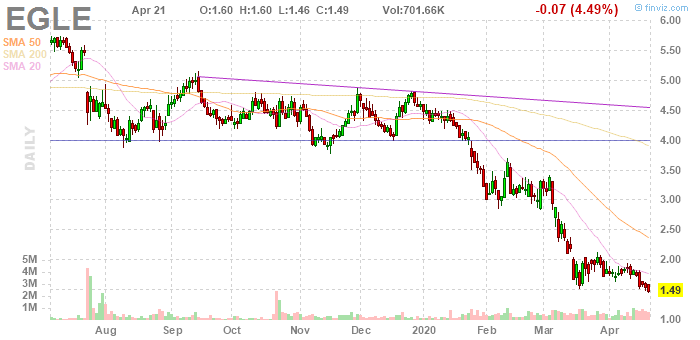 EGLE
Apr 21 O:1.60 H:1.60 L:1.46 C:1.49 Vol:701.66K -0.07 (4.49%)
© finviz.com
SMA 50
SMA 200
SMA 20
DAILY
6.00
5.50
5.00
4.50
4.00
3.50
3.00
2.50
2.00
1.49
1.00
5M
4M
3M
2M
1M
Aug Sep Oct Nov Dec 2020 Feb Mar Apr